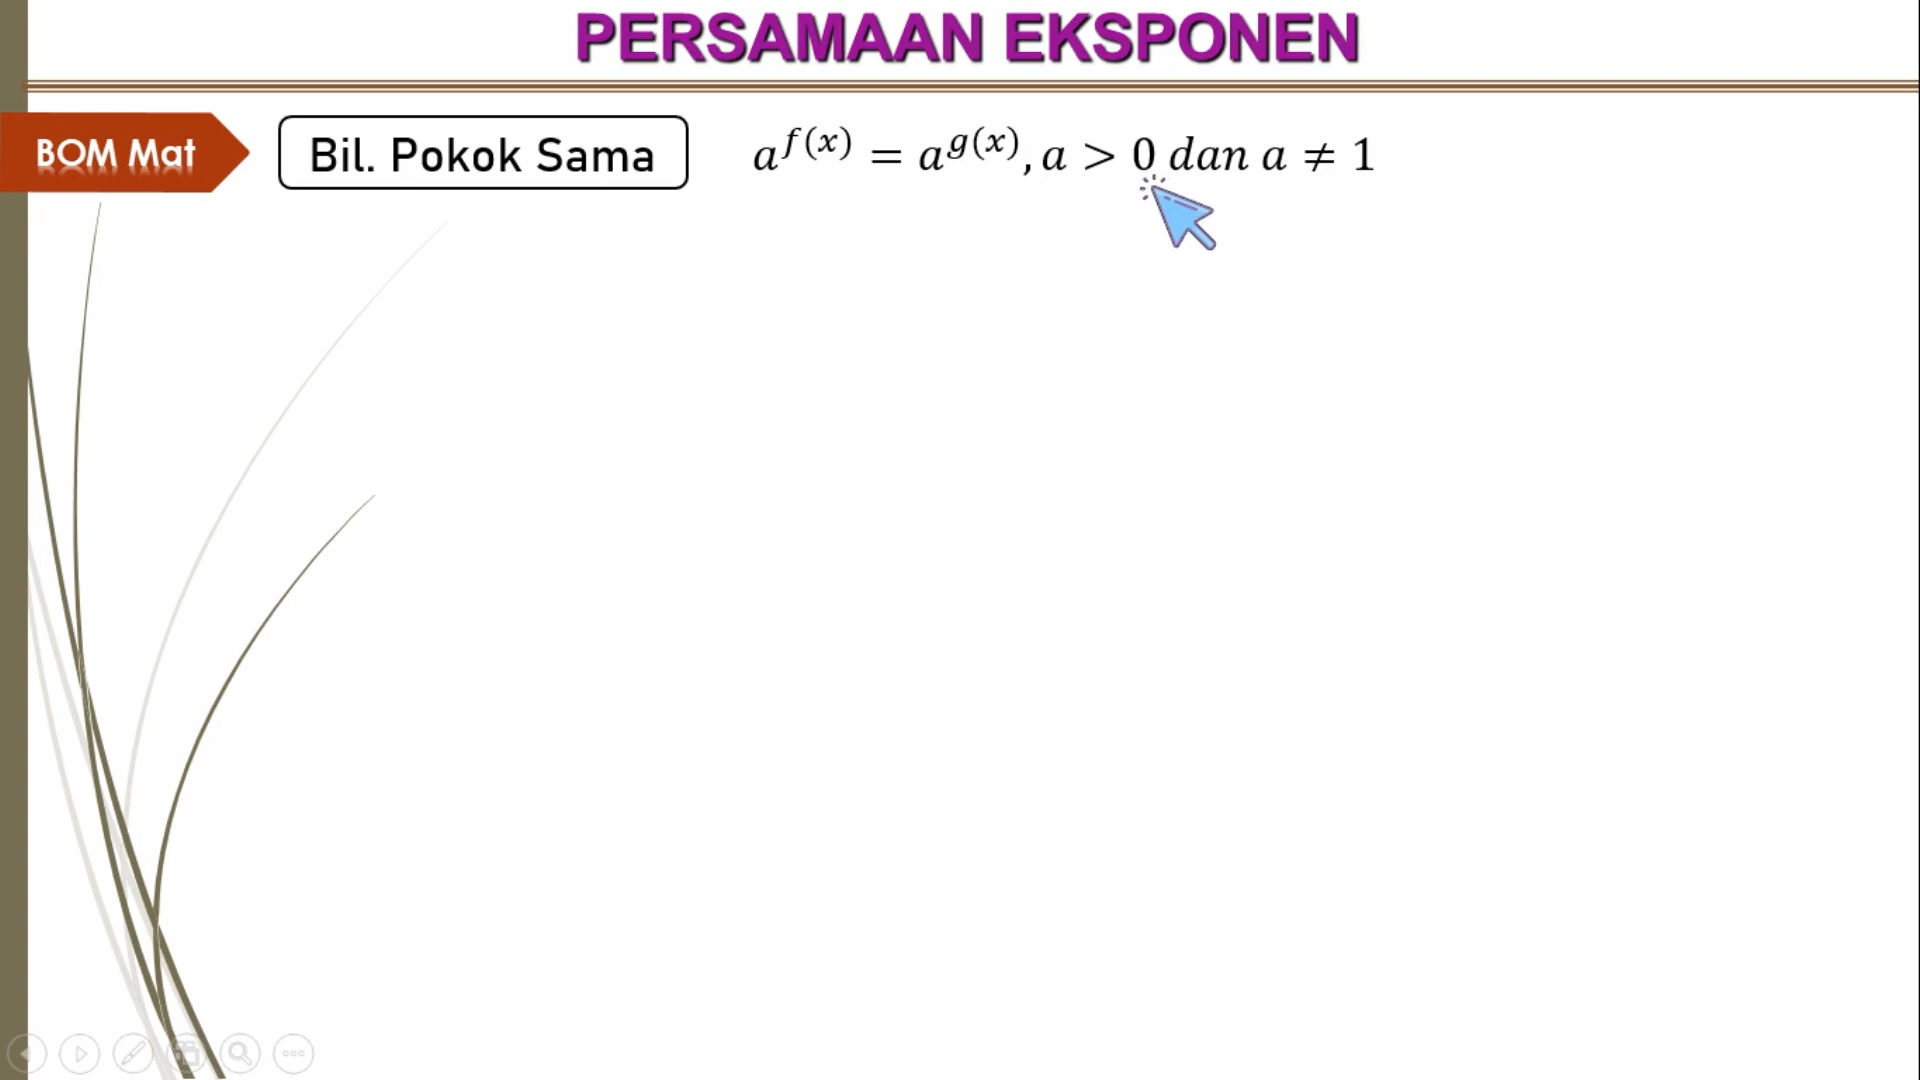 PERSAMAAN EKSPONEN
BOM Mat
Bil. Pokok Sama
a^{f(x)} = a^{g(x)}, a > 0 dan a ≠ 1